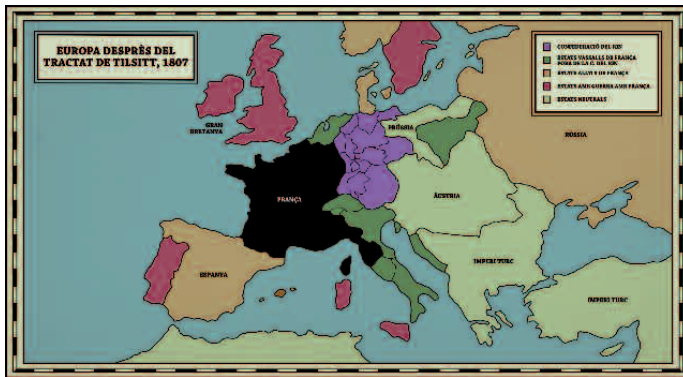 EUROPA DESPRÈS DEL
TRACTAT DE TILSITT, 1807
CONFEDERACIÓ DEL RIN
ESTATS VASSALLS DE FRANÇA
FORA DE LA C. DEL RIN
ESTATS ALIATS DE FRANÇA
ESTATS AMB GUERRA AMB FRANÇA
ESTATS NEUTRALS
GRAN
BRETANYA
PRÚSSIA
RÚSSIA
FRANÇA
ÀUSTRIA
ESPANYA
IMPERI TURC
IMPERI TURC